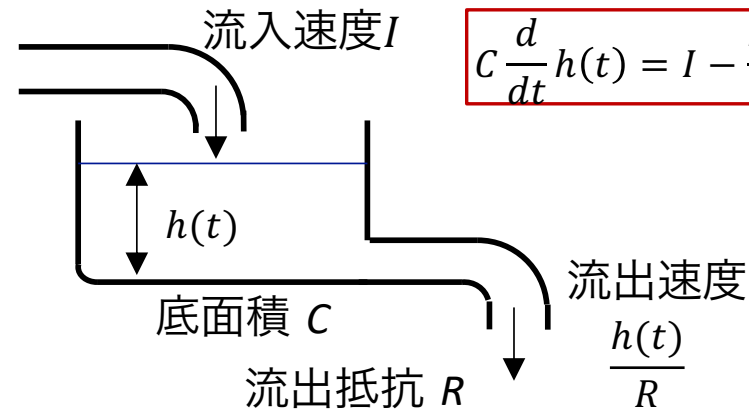 流入速度I
C d/dt h(t) = I −
h(t)
流出速度
底面積 C
h(t)/R
流出抵抗 R